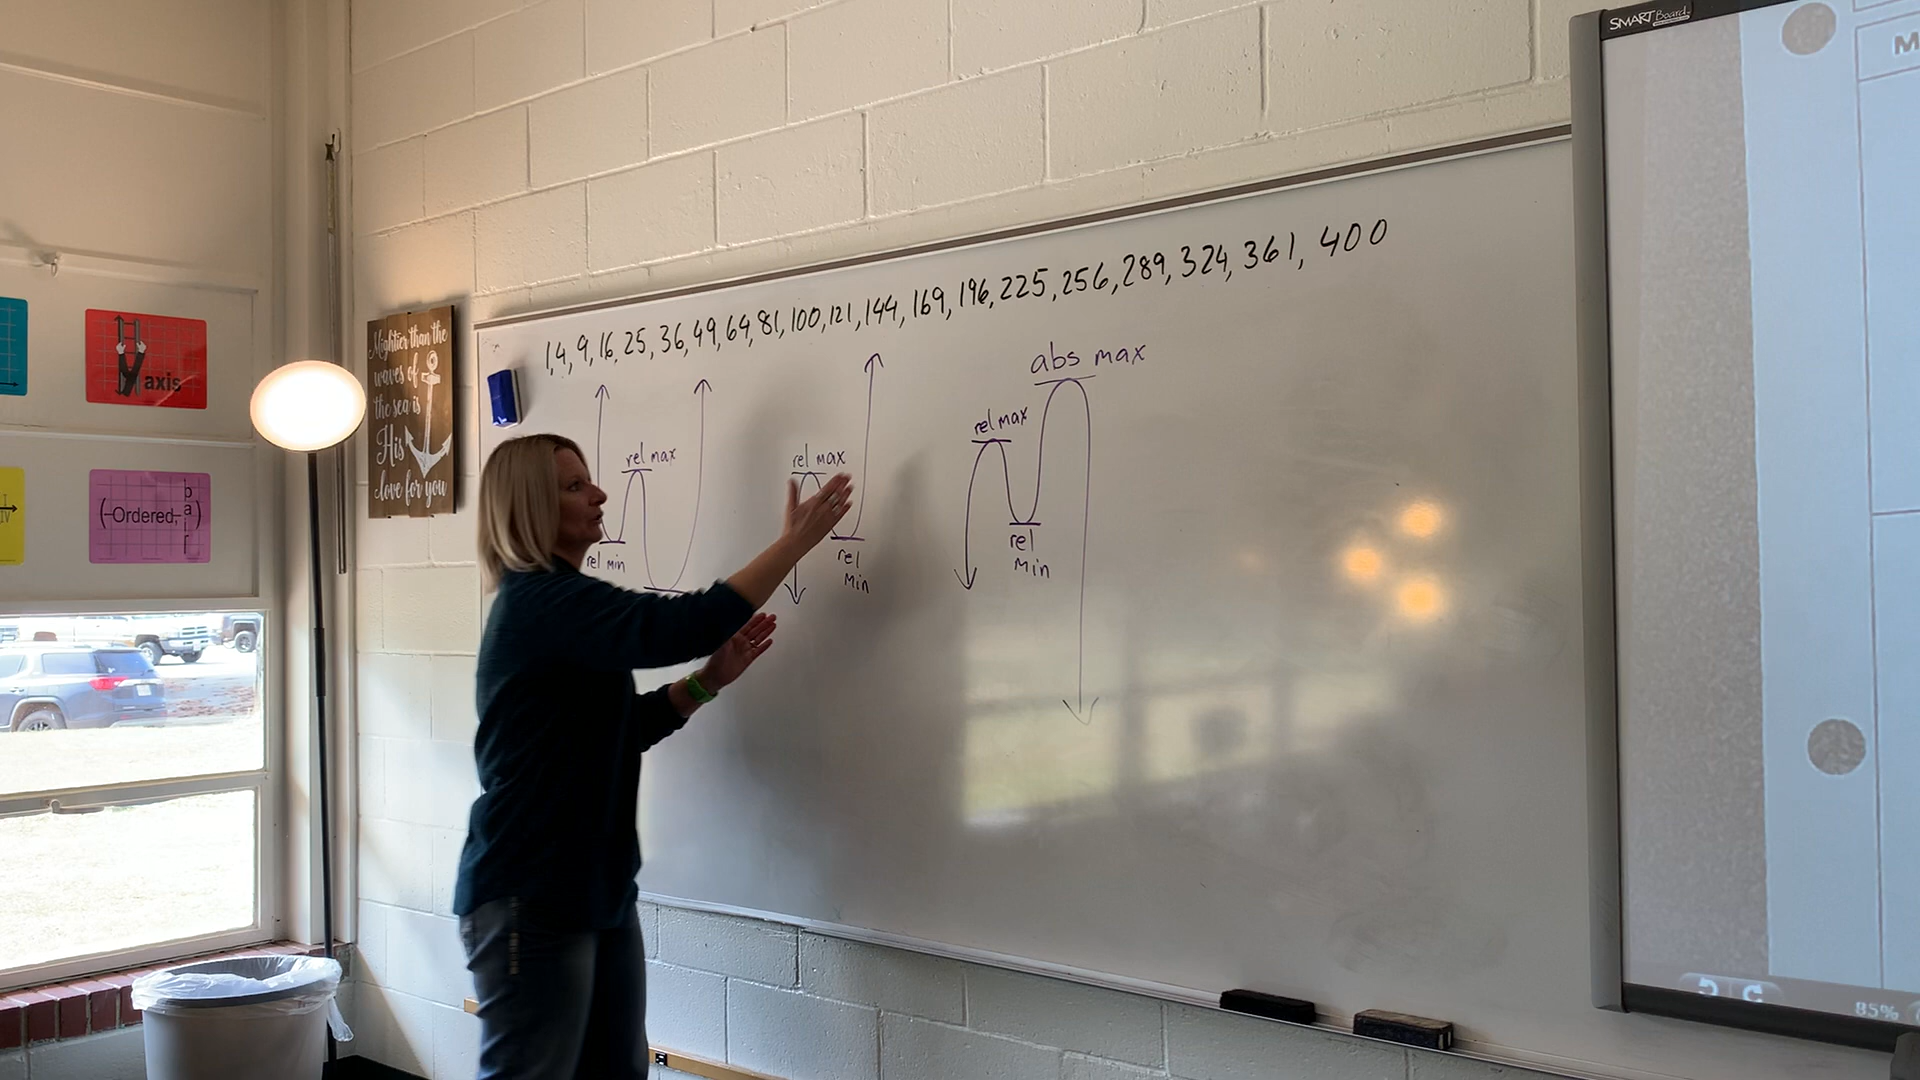 SMART Board
M
1, 4, 9, 16, 25, 36, 49, 64, 81, 100, 121, 144, 169, 196, 225, 256, 289, 324, 361, 400
abs max
rel max
rel max
rel max
rel min
rel
min
rel
min
Mightier than the
waves of
the sea is
His
love for you
Y axis
(Ordered, pair)
IV
85%